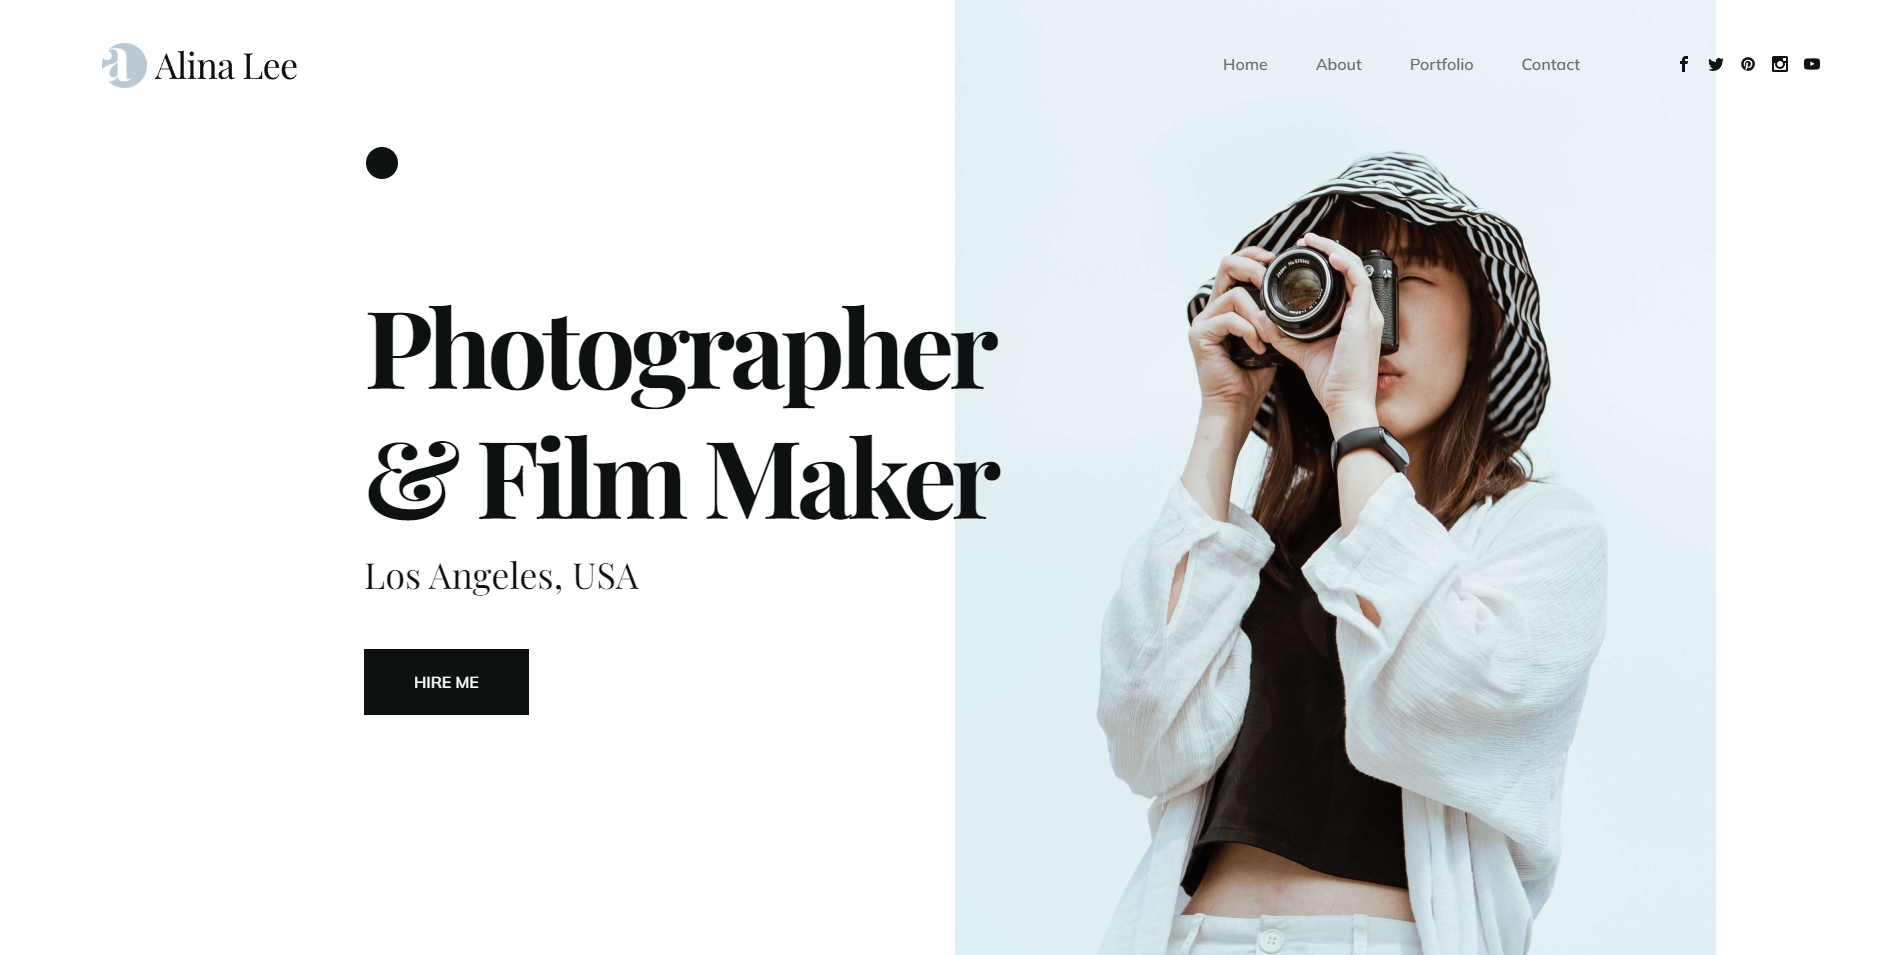 a Alina Lee
Home About Portfolio Contact
Photographer
& Film Maker
Los Angeles, USA
HIRE ME